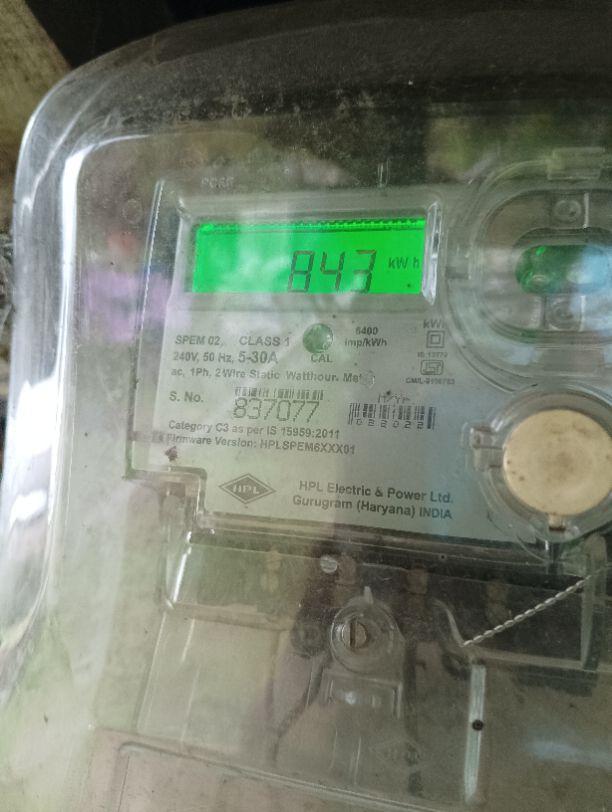 843 kWh
SPEM 02, CLASS 1
6400
imp/kWh
240V, 50 Hz, 5-30A
CAL
ac, 1Ph, 2Wire Static Watthour
S. No. 837077
Category C3 as per IS 15959:2011
Firmware Version: HPLSPEM6XXX01
HPL
HPL Electric & Power Ltd.
Gurugram (Haryana) INDIA